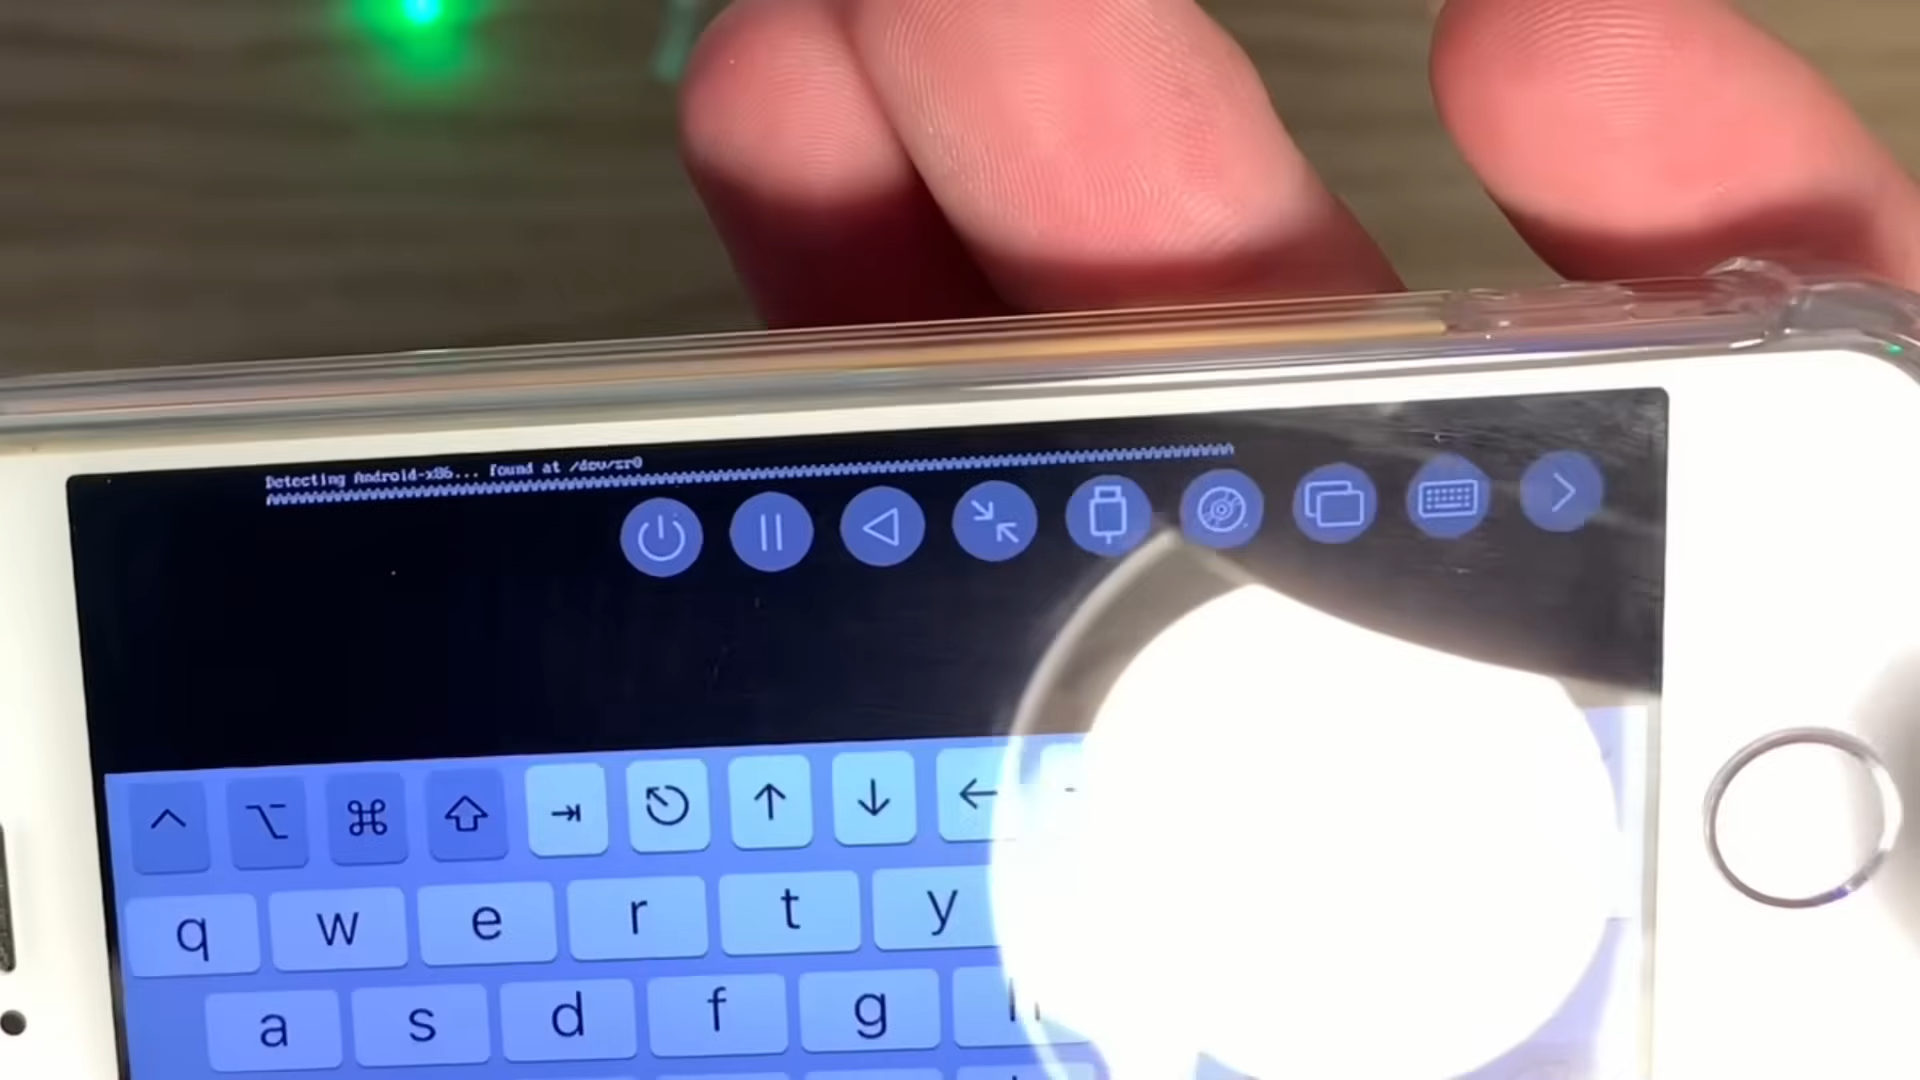 Detecting Android-x86... found at /dev/sr0
q w e r t y
a s d f g